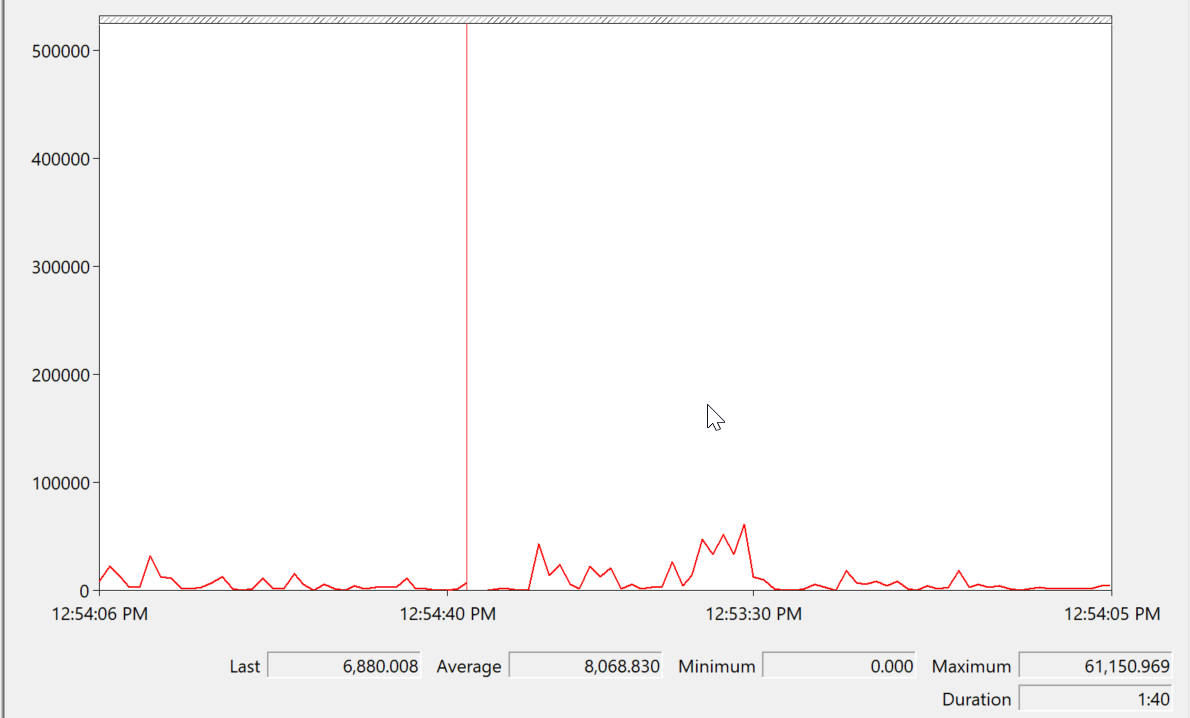 500000
400000
300000
200000
100000
0
12:54:06 PM 12:54:40 PM 12:53:30 PM 12:54:05 PM
Last 6,880.008 Average 8,068.830 Minimum 0.000 Maximum 61,150.969
Duration 1:40